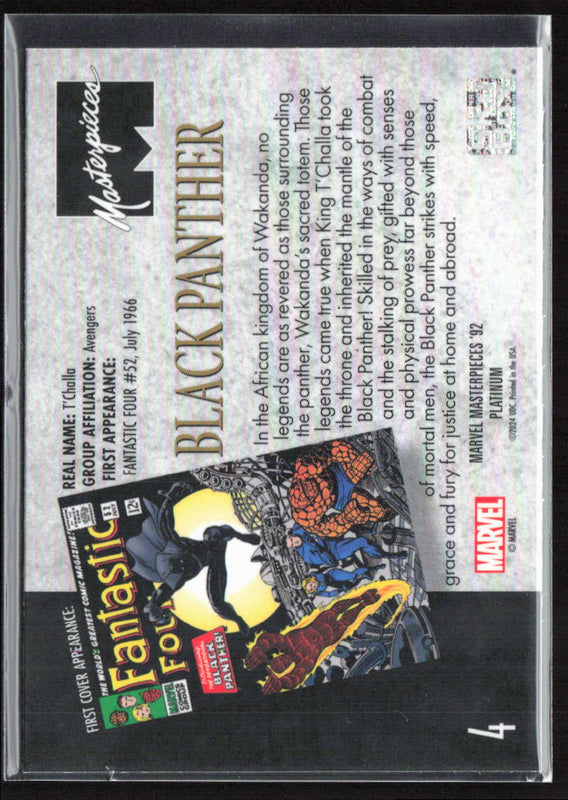 FIRST COVER APPEARANCE:
THE WORLD'S GREATEST COMIC MAGAZINE!
Fantastic
FOUR
MARVEL
COMICS
GROUP
12¢
52
JULY
BLACK
PANTHER!
REAL NAME: T'Challa
GROUP AFFILIATION: Avengers
FIRST APPEARANCE:
FANTASTIC FOUR #52, July 1966
Masterpieces
BLACK PANTHER
In the African kingdom of Wakanda, no
legends are as revered as those surrounding
the panther, Wakanda's sacred totem. Those
legends came true when King T'Challa took
the throne and inherited the mantle of the
Black Panther! Skilled in the ways of combat
and the stalking of prey, gifted with senses
and physical prowess far beyond those
of mortal men, the Black Panther strikes with speed,
grace and fury for justice at home and abroad.
MARVEL MASTERPIECES '92
PLATINUM
©2024 UDC. Printed in the USA.
MARVEL
© MARVEL
4